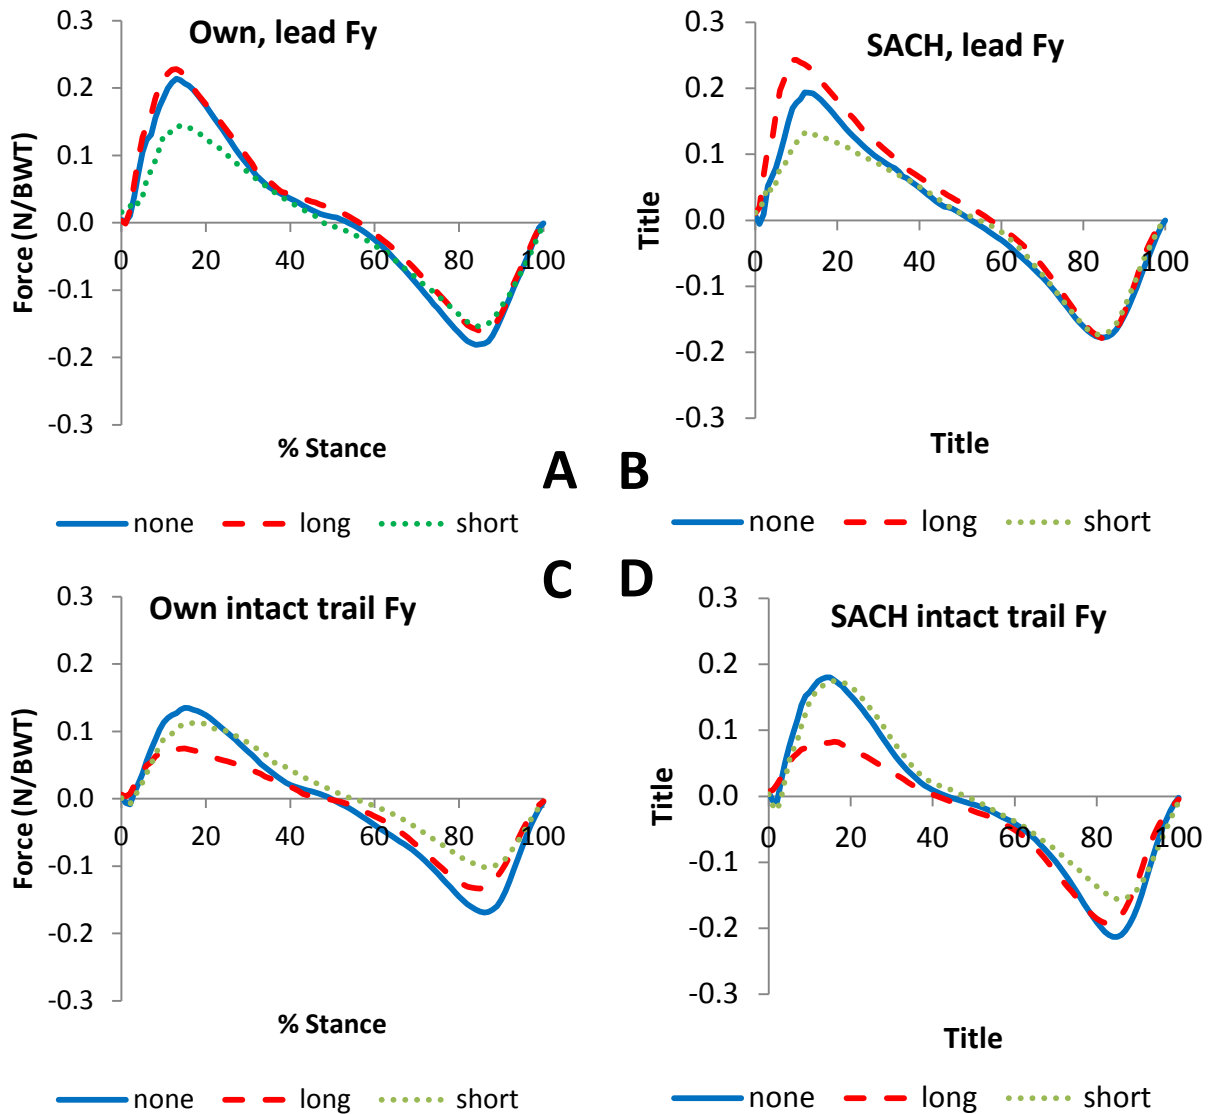 Own, lead Fy
0.3
0.2
0.1
0.0
-0.1
-0.2
-0.3
Force (N/BWT)
0 20 40 60 80 100
% Stance
none long short
A
SACH, lead Fy
0.3
0.2
0.1
0.0
-0.1
-0.2
-0.3
Title
0 20 40 60 80 100
Title
none long short
B
C
Own intact trail Fy
0.3
0.2
0.1
0.0
-0.1
-0.2
-0.3
Force (N/BWT)
0 20 40 60 80 100
% Stance
none long short
D
SACH intact trail Fy
0.3
0.2
0.1
0.0
-0.1
-0.2
-0.3
Title
0 20 40 60 80 100
Title
none long short